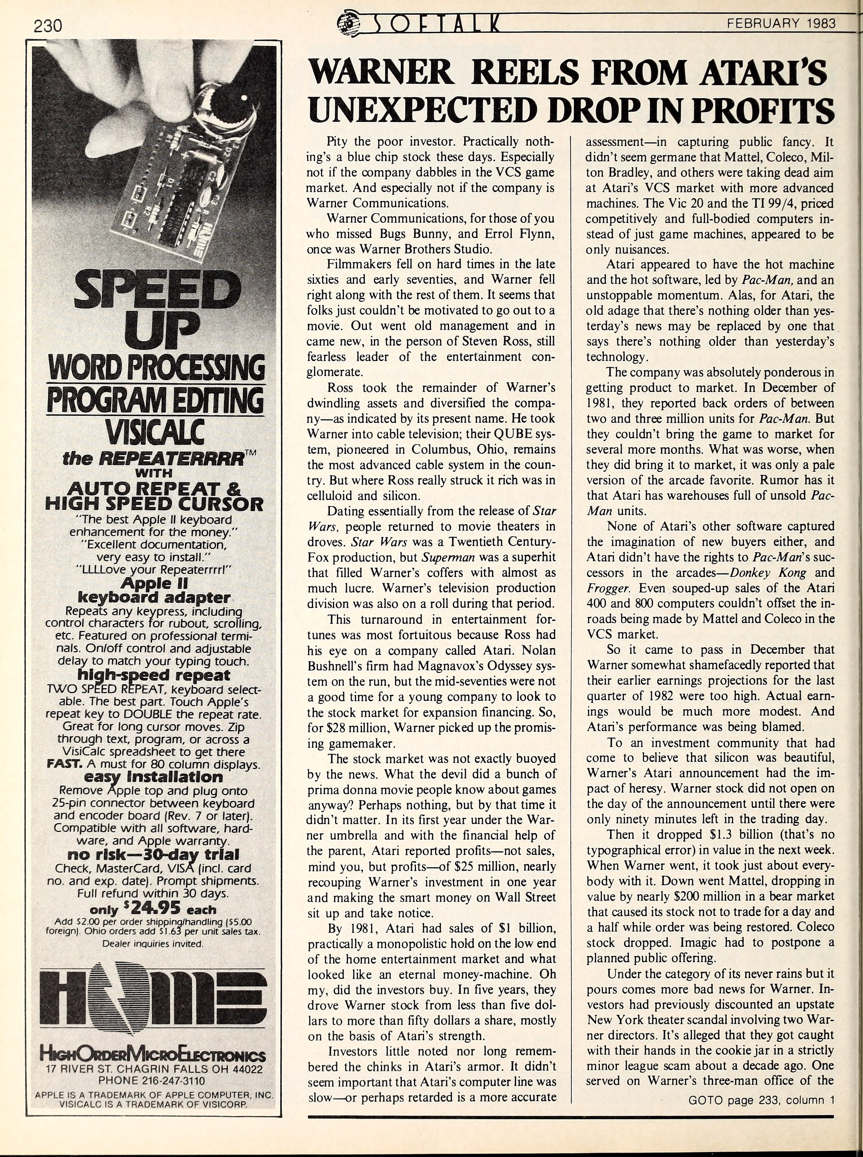 230
SOFTALK
FEBRUARY 1983
SPEED
UP
WORD PROCESSING
PROGRAM EDITING
VISICALC
the REPEATERRRR™
WITH
AUTO REPEAT &
HIGH SPEED CURSOR
"The best Apple II keyboard
enhancement for the money."
"Excellent documentation,
very easy to install."
"LLLLove your Repeaterrrr!"
Apple II
keyboard adapter
Repeats any keypress, including
control characters for rubout, scrolling,
etc. Featured on professional termi-
nals. On/off control and adjustable
delay to match your typing touch.
high-speed repeat
TWO SPEED REPEAT, keyboard select-
able. The best part. Touch Apple's
repeat key to DOUBLE the repeat rate.
Great for long cursor moves. Zip
through text, program, or across a
VisiCalc spreadsheet to get there
FAST. A must for 80 column displays.
easy installation
Remove Apple top and plug onto
25-pin connector between keyboard
and encoder board (Rev. 7 or later).
Compatible with all software, hard-
ware, and Apple warranty.
no risk—30-day trial
Check, MasterCard, VISA (incl. card
no. and exp. date). Prompt shipments.
Full refund within 30 days.
only $24.95 each
Add $2.00 per order shipping/handling ($5.00
foreign). Ohio orders add $1.63 per unit sales tax.
Dealer inquiries invited.
HOME
HIGHORDERMICROELECTRONICS
17 RIVER ST. CHAGRIN FALLS OH 44022
PHONE 216-247-3110
APPLE IS A TRADEMARK OF APPLE COMPUTER, INC.
VISICALC IS A TRADEMARK OF VISICORP.
WARNER REELS FROM ATARI'S
UNEXPECTED DROP IN PROFITS
Pity the poor investor. Practically noth-
ing's a blue chip stock these days. Especially
not if the company dabbles in the VCS game
market. And especially not if the company is
Warner Communications.
Warner Communications, for those of you
who missed Bugs Bunny, and Errol Flynn,
once was Warner Brothers Studio.
Filmmakers fell on hard times in the late
sixties and early seventies, and Warner fell
right along with the rest of them. It seems that
folks just couldn't be motivated to go out to a
movie. Out went old management and in
came new, in the person of Steven Ross, still
fearless leader of the entertainment con-
glomerate.
Ross took the remainder of Warner's
dwindling assets and diversified the compa-
ny—as indicated by its present name. He took
Warner into cable television; their QUBE sys-
tem, pioneered in Columbus, Ohio, remains
the most advanced cable system in the coun-
try. But where Ross really struck it rich was in
celluloid and silicon.
Dating essentially from the release of Star
Wars, people returned to movie theaters in
droves. Star Wars was a Twentieth Century-
Fox production, but Superman was a superhit
that filled Warner's coffers with almost as
much lucre. Warner's television production
division was also on a roll during that period.
This turnaround in entertainment for-
tunes was most fortuitous because Ross had
his eye on a company called Atari. Nolan
Bushnell's firm had Magnavox's Odyssey sys-
tem on the run, but the mid-seventies were not
a good time for a young company to look to
the stock market for expansion financing. So,
for $28 million, Warner picked up the promis-
ing gamemaker.
The stock market was not exactly buoyed
by the news. What the devil did a bunch of
prima donna movie people know about games
anyway? Perhaps nothing, but by that time it
didn't matter. In its first year under the War-
ner umbrella and with the financial help of
the parent, Atari reported profits—not sales,
mind you, but profits—of $25 million, nearly
recouping Warner's investment in one year
and making the smart money on Wall Street
sit up and take notice.
By 1981, Atari had sales of $1 billion,
practically a monopolistic hold on the low end
of the home entertainment market and what
looked like an eternal money-machine. Oh
my, did the investors buy. In five years, they
drove Warner stock from less than five dol-
lars to more than fifty dollars a share, mostly
on the basis of Atari's strength.
Investors little noted nor long remem-
bered the chinks in Atari's armor. It didn't
seem important that Atari's computer line was
slow—or perhaps retarded is a more accurate
assessment—in capturing public fancy. It
didn't seem germane that Mattel, Coleco, Mil-
ton Bradley, and others were taking dead aim
at Atari's VCS market with more advanced
machines. The Vic 20 and the TI 99/4, priced
competitively and full-bodied computers in-
stead of just game machines, appeared to be
only nuisances.
Atari appeared to have the hot machine
and the hot software, led by Pac-Man, and an
unstoppable momentum. Alas, for Atari, the
old adage that there's nothing older than yes-
terday's news may be replaced by one that
says there's nothing older than yesterday's
technology.
The company was absolutely ponderous in
getting product to market. In December of
1981, they reported back orders of between
two and three million units for Pac-Man. But
they couldn't bring the game to market for
several more months. What was worse, when
they did bring it to market, it was only a pale
version of the arcade favorite. Rumor has it
that Atari has warehouses full of unsold Pac-
Man units.
None of Atari's other software captured
the imagination of new buyers either, and
Atari didn't have the rights to Pac-Man's suc-
cessors in the arcades—Donkey Kong and
Frogger. Even souped-up sales of the Atari
400 and 800 computers couldn't offset the in-
roads being made by Mattel and Coleco in the
VCS market.
So it came to pass in December that
Warner somewhat shamefacedly reported that
their earlier earnings projections for the last
quarter of 1982 were too high. Actual earn-
ings would be much more modest. And
Atari's performance was being blamed.
To an investment community that had
come to believe that silicon was beautiful,
Warner's Atari announcement had the im-
pact of heresy. Warner stock did not open on
the day of the announcement until there were
only ninety minutes left in the trading day.
Then it dropped $1.3 billion (that's no
typographical error) in value in the next week.
When Warner went, it took just about every-
body with it. Down went Mattel, dropping in
value by nearly $200 million in a bear market
that caused its stock not to trade for a day and
a half while order was being restored. Coleco
stock dropped. Imagic had to postpone a
planned public offering.
Under the category of its never rains but it
pours comes more bad news for Warner. In-
vestors had previously discounted an upstate
New York theater scandal involving two War-
ner directors. It's alleged that they got caught
with their hands in the cookie jar in a strictly
minor league scam about a decade ago. One
served on Warner's three-man office of the
GOTO page 233, column 1